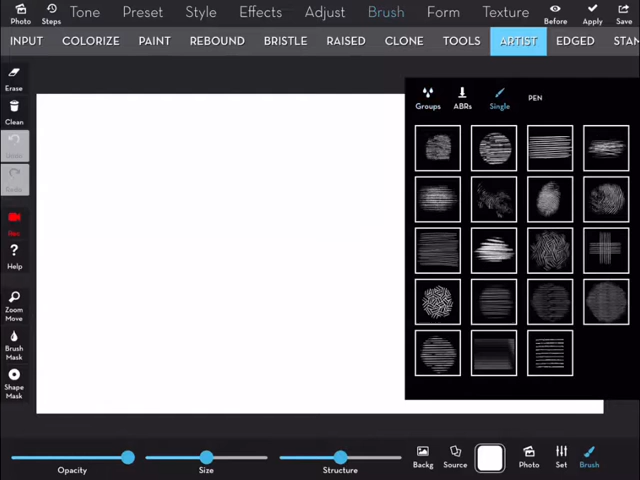 Tone Preset Style Effects Adjust Brush Form Texture
Photo Steps Before Apply Save
INPUT COLORIZE PAINT REBOUND BRISTLE RAISED CLONE TOOLS ARTIST EDGED STAN
Erase
Clean
Undo
Redo
Rec
Help
Zoom
Move
Brush
Mask
Shape
Mask
Groups ABRs Single PEN
Opacity Size Structure Backg Source Photo Set Brush